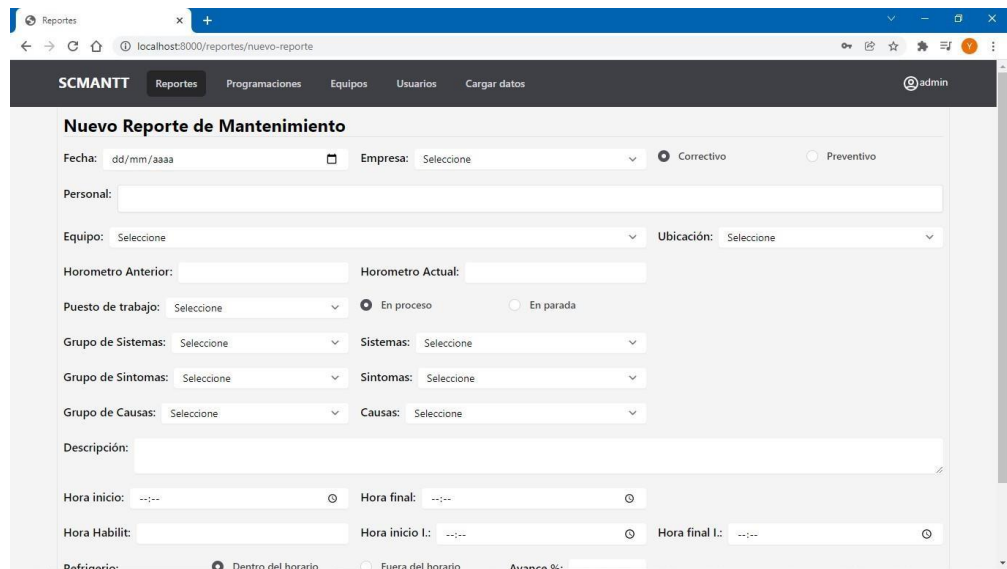 Reportes
localhost:8000/reportes/nuevo-reporte
Y
SCMANTT Reportes Programaciones Equipos Usuarios Cargar datos admin
Nuevo Reporte de Mantenimiento
Fecha: dd/mm/aaaa Empresa: Seleccione Correctivo Preventivo
Personal:
Equipo: Seleccione Ubicación: Seleccione
Horometro Anterior: Horometro Actual:
Puesto de trabajo: Seleccione En proceso En parada
Grupo de Sistemas: Seleccione Sistemas: Seleccione
Grupo de Sintomas: Seleccione Sintomas: Seleccione
Grupo de Causas: Seleccione Causas: Seleccione
Descripción:
Hora inicio: --:-- Hora final: --:--
Hora Habilit: Hora inicio I.: --:-- Hora final I.: --:--
Refrigerio: Dentro del horario Fuera del horario Avance %: